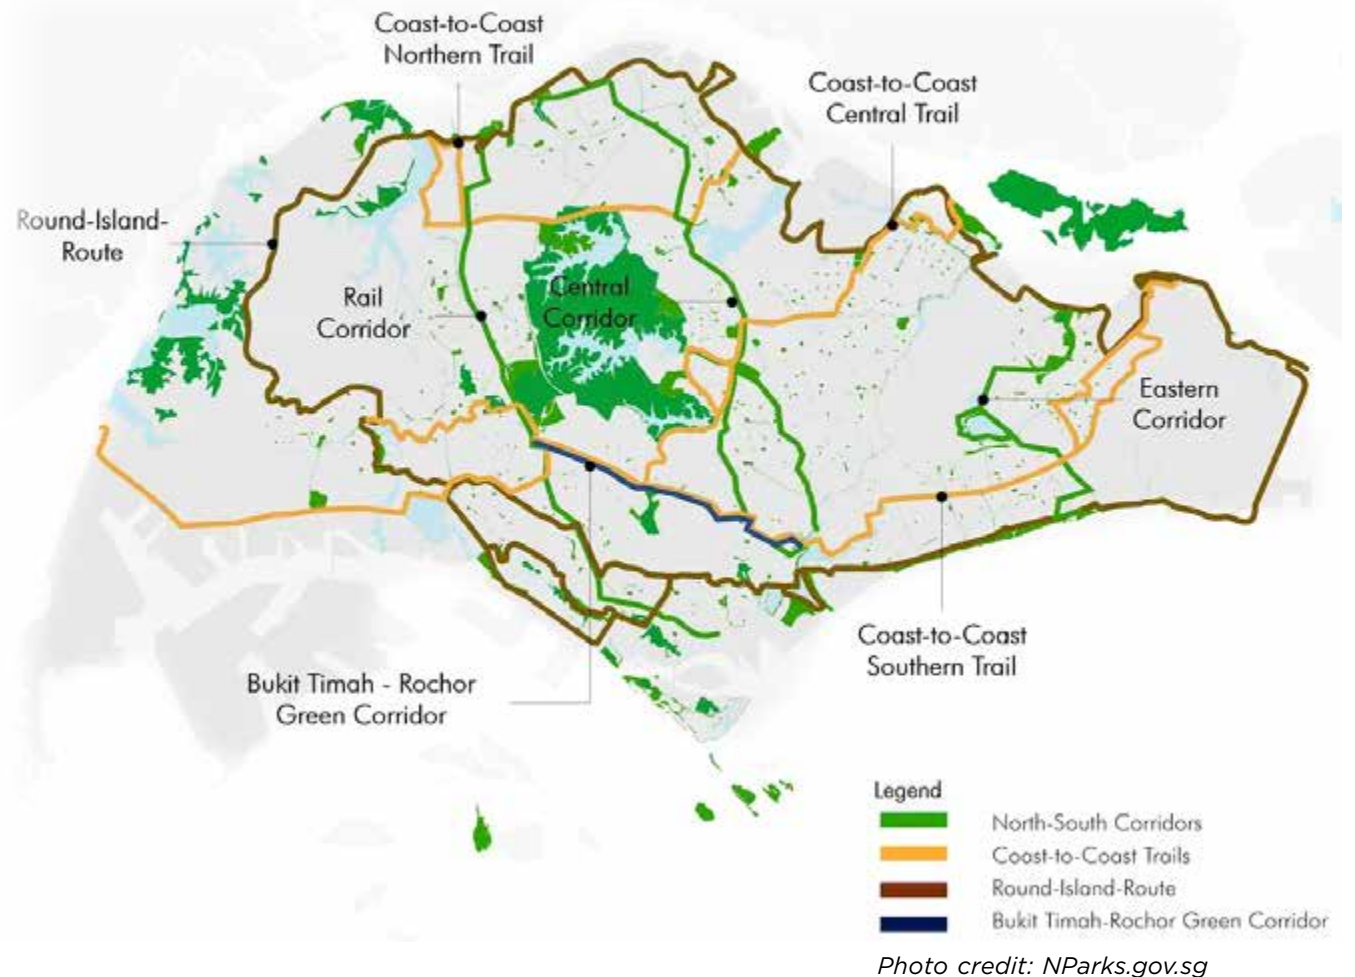 Coast-to-Coast
Northern Trail
Coast-to-Coast
Central Trail
Round-Island-
Route
Rail
Corridor
Central
Corridor
Eastern
Corridor
Coast-to-Coast
Southern Trail
Bukit Timah - Rochor
Green Corridor
Legend
North-South Corridors
Coast-to-Coast Trails
Round-Island-Route
Bukit Timah-Rochor Green Corridor
Photo credit: NParks.gov.sg